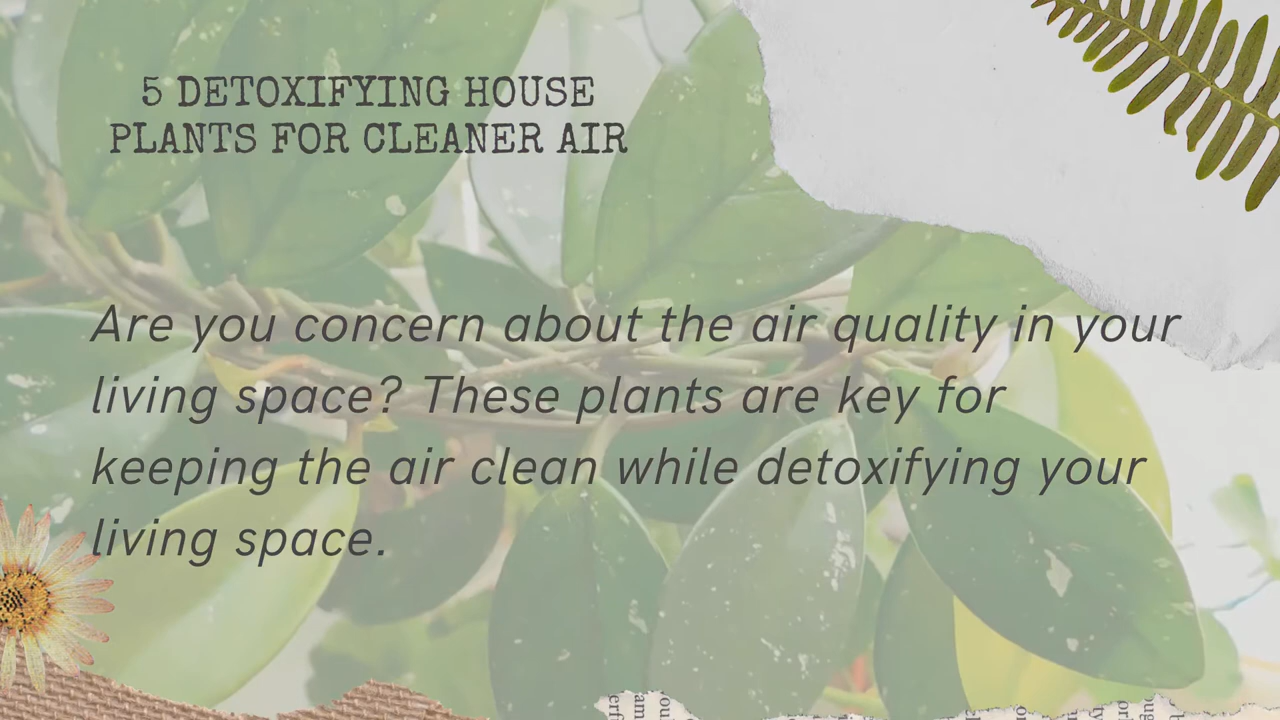 5 DETOXIFYING HOUSE
PLANTS FOR CLEANER AIR
Are you concern about the air quality in your
living space? These plants are key for
keeping the air clean while detoxifying your
living space.